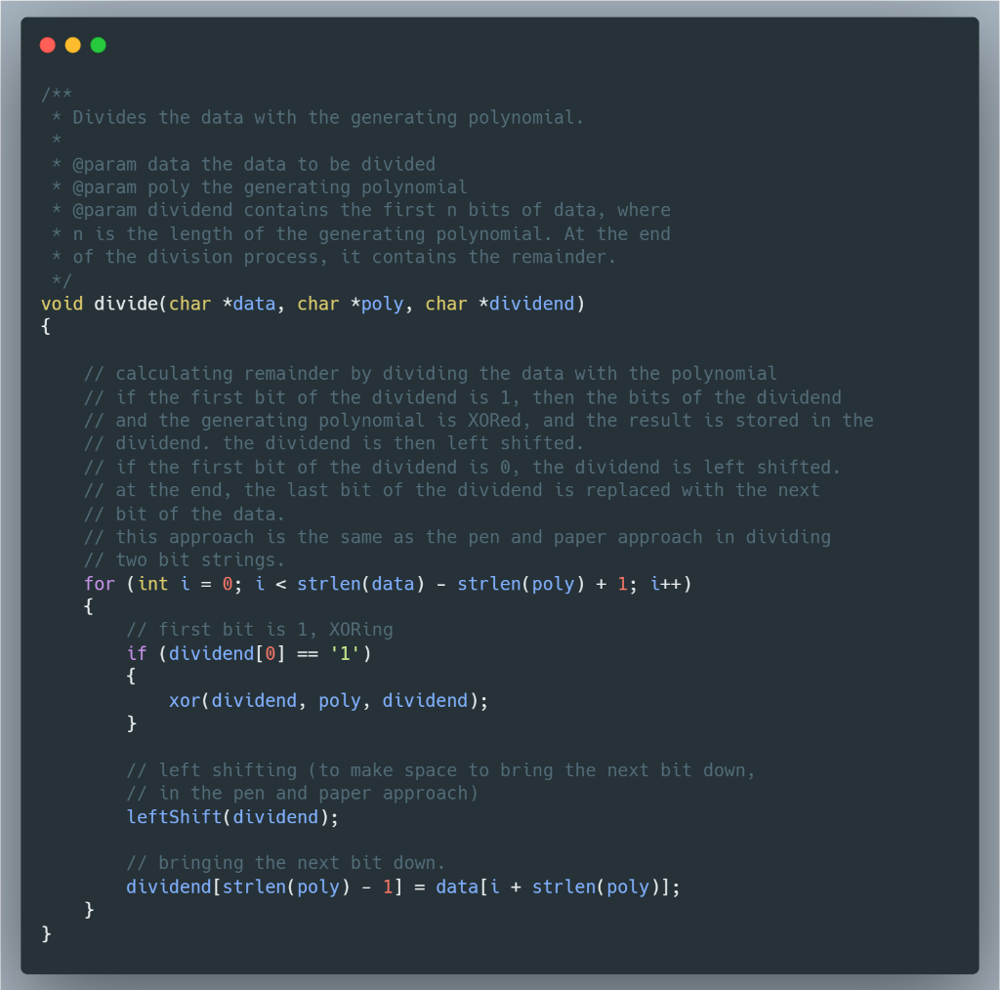 /**
 * Divides the data with the generating polynomial.
 *
 * @param data the data to be divided
 * @param poly the generating polynomial
 * @param dividend contains the first n bits of data, where
 * n is the length of the generating polynomial. At the end
 * of the division process, it contains the remainder.
 */
void divide(char *data, char *poly, char *dividend)
{
    // calculating remainder by dividing the data with the polynomial
    // if the first bit of the dividend is 1, then the bits of the dividend
    // and the generating polynomial is XORed, and the result is stored in the
    // dividend. the dividend is then left shifted.
    // if the first bit of the dividend is 0, the dividend is left shifted.
    // at the end, the last bit of the dividend is replaced with the next
    // bit of the data.
    // this approach is the same as the pen and paper approach in dividing
    // two bit strings.
    for (int i = 0; i < strlen(data) - strlen(poly) + 1; i++)
    {
        // first bit is 1, XORing
        if (dividend[0] == '1')
        {
            xor(dividend, poly, dividend);
        }
        // left shifting (to make space to bring the next bit down,
        // in the pen and paper approach)
        leftShift(dividend);
        // bringing the next bit down.
        dividend[strlen(poly) - 1] = data[i + strlen(poly)];
    }
}